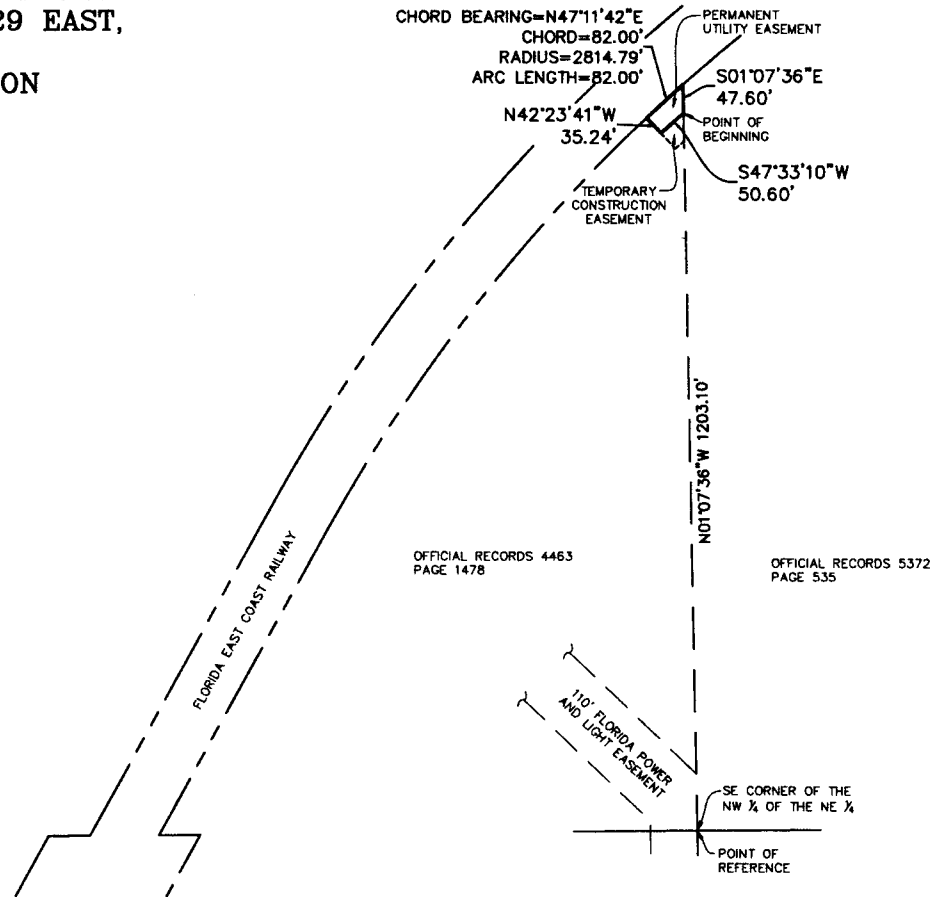 29 EAST,
ON
CHORD BEARING=N47°11'42"E
CHORD=82.00'
RADIUS=2814.79'
ARC LENGTH=82.00'
PERMANENT
UTILITY EASEMENT
S01°07'36"E
47.60'
N42°23'41"W
35.24'
POINT OF
BEGINNING
S47°33'10"W
50.60'
TEMPORARY
CONSTRUCTION
EASEMENT
N01°07'36"W 1203.10'
OFFICIAL RECORDS 4463
PAGE 1478
OFFICIAL RECORDS 5372
PAGE 535
FLORIDA EAST COAST RAILWAY
110' FLORIDA POWER
AND LIGHT EASEMENT
SE CORNER OF THE
NW ¼ OF THE NE ¼
POINT OF
REFERENCE